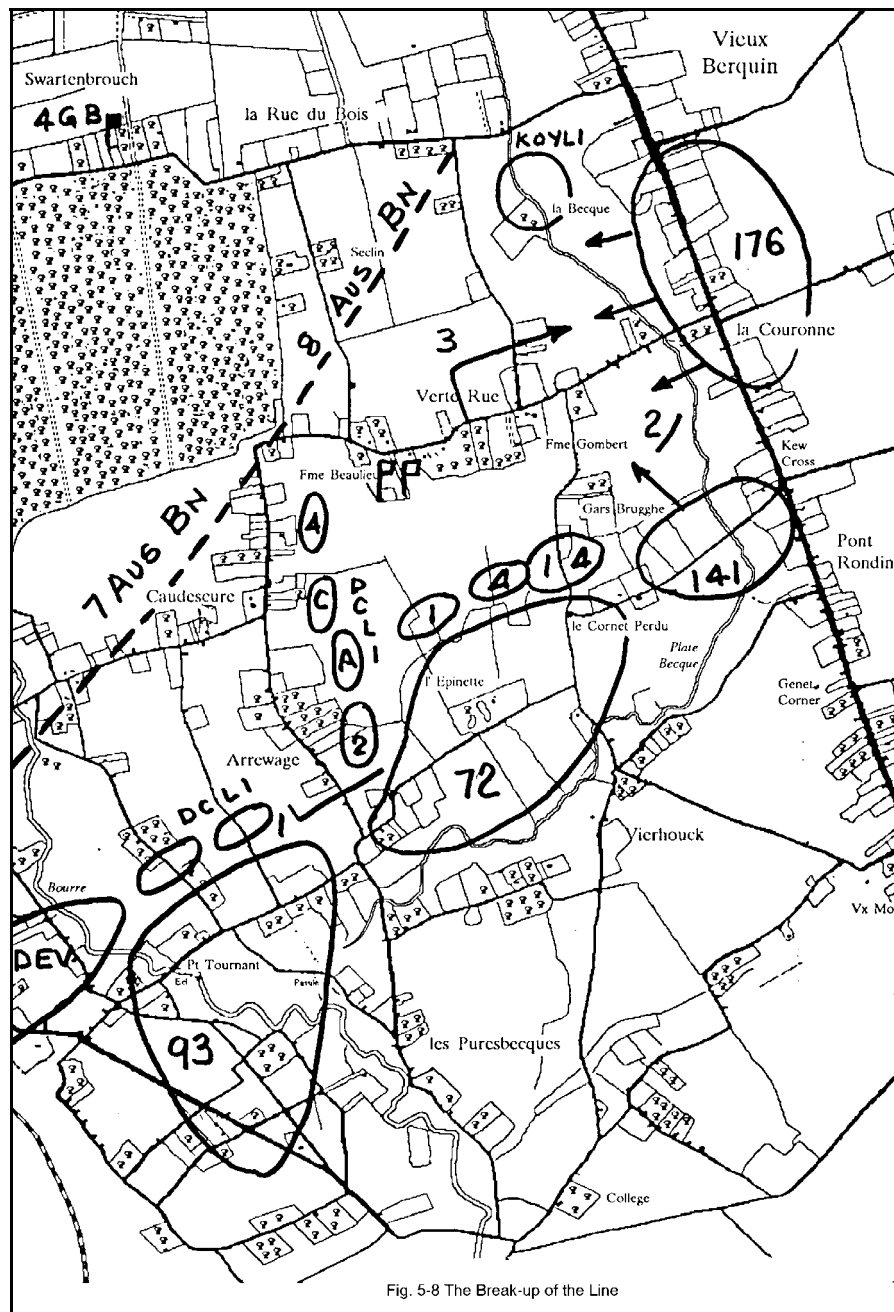 Vieux
Berquin
Swartenbrouch
4GB
la Rue du Bois
KOYLI
la Becque
8 AUS BN
Seclin
176
la Couronne
3
Verte Rue
2
Fme Gombert
Kew
Cross
Fme Beaulieu
7 AUS BN
4
Gars Brugghe
Pont
Rondin
141
Caudescure
C
DCLI
1
4
1 4
A
le Cornet Perdu
Plate
Becque
l' Epinette
Genet
Corner
2
Arrewage
72
DCLI
1
Vierhouck
Bourre
Vx Mo
DEV
Pt Tournant
Ecl
93
les Puresbecques
College
Fig. 5-8 The Break-up of the Line